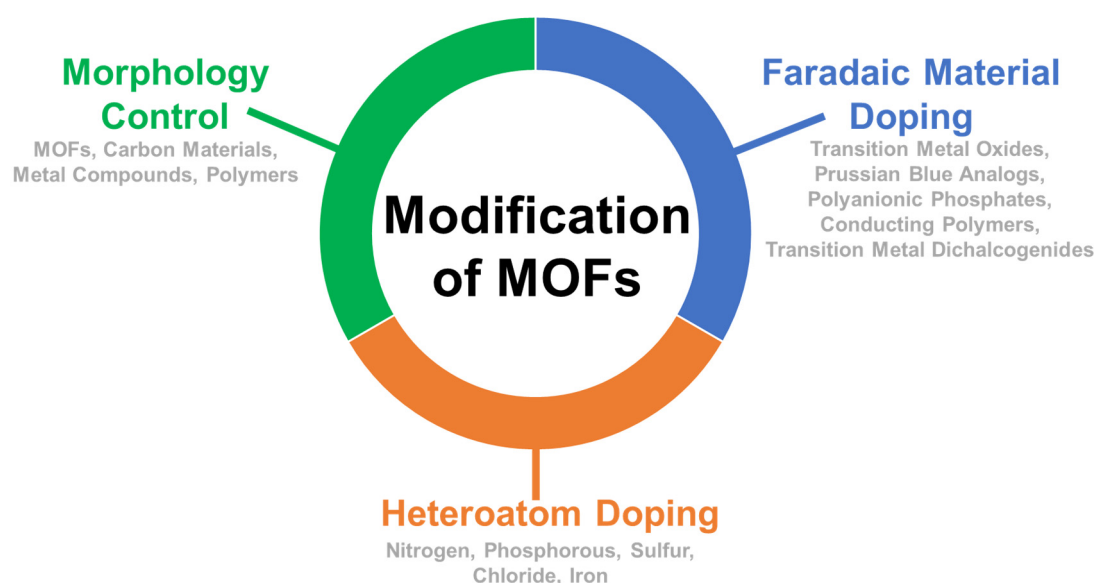 Morphology
Control
MOFs, Carbon Materials,
Metal Compounds, Polymers
Faradaic Material
Doping
Transition Metal Oxides,
Prussian Blue Analogs,
Polyanionic Phosphates,
Conducting Polymers,
Transition Metal Dichalcogenides
Modification
of MOFs
Heteroatom Doping
Nitrogen, Phosphorous, Sulfur,
Chloride, Iron